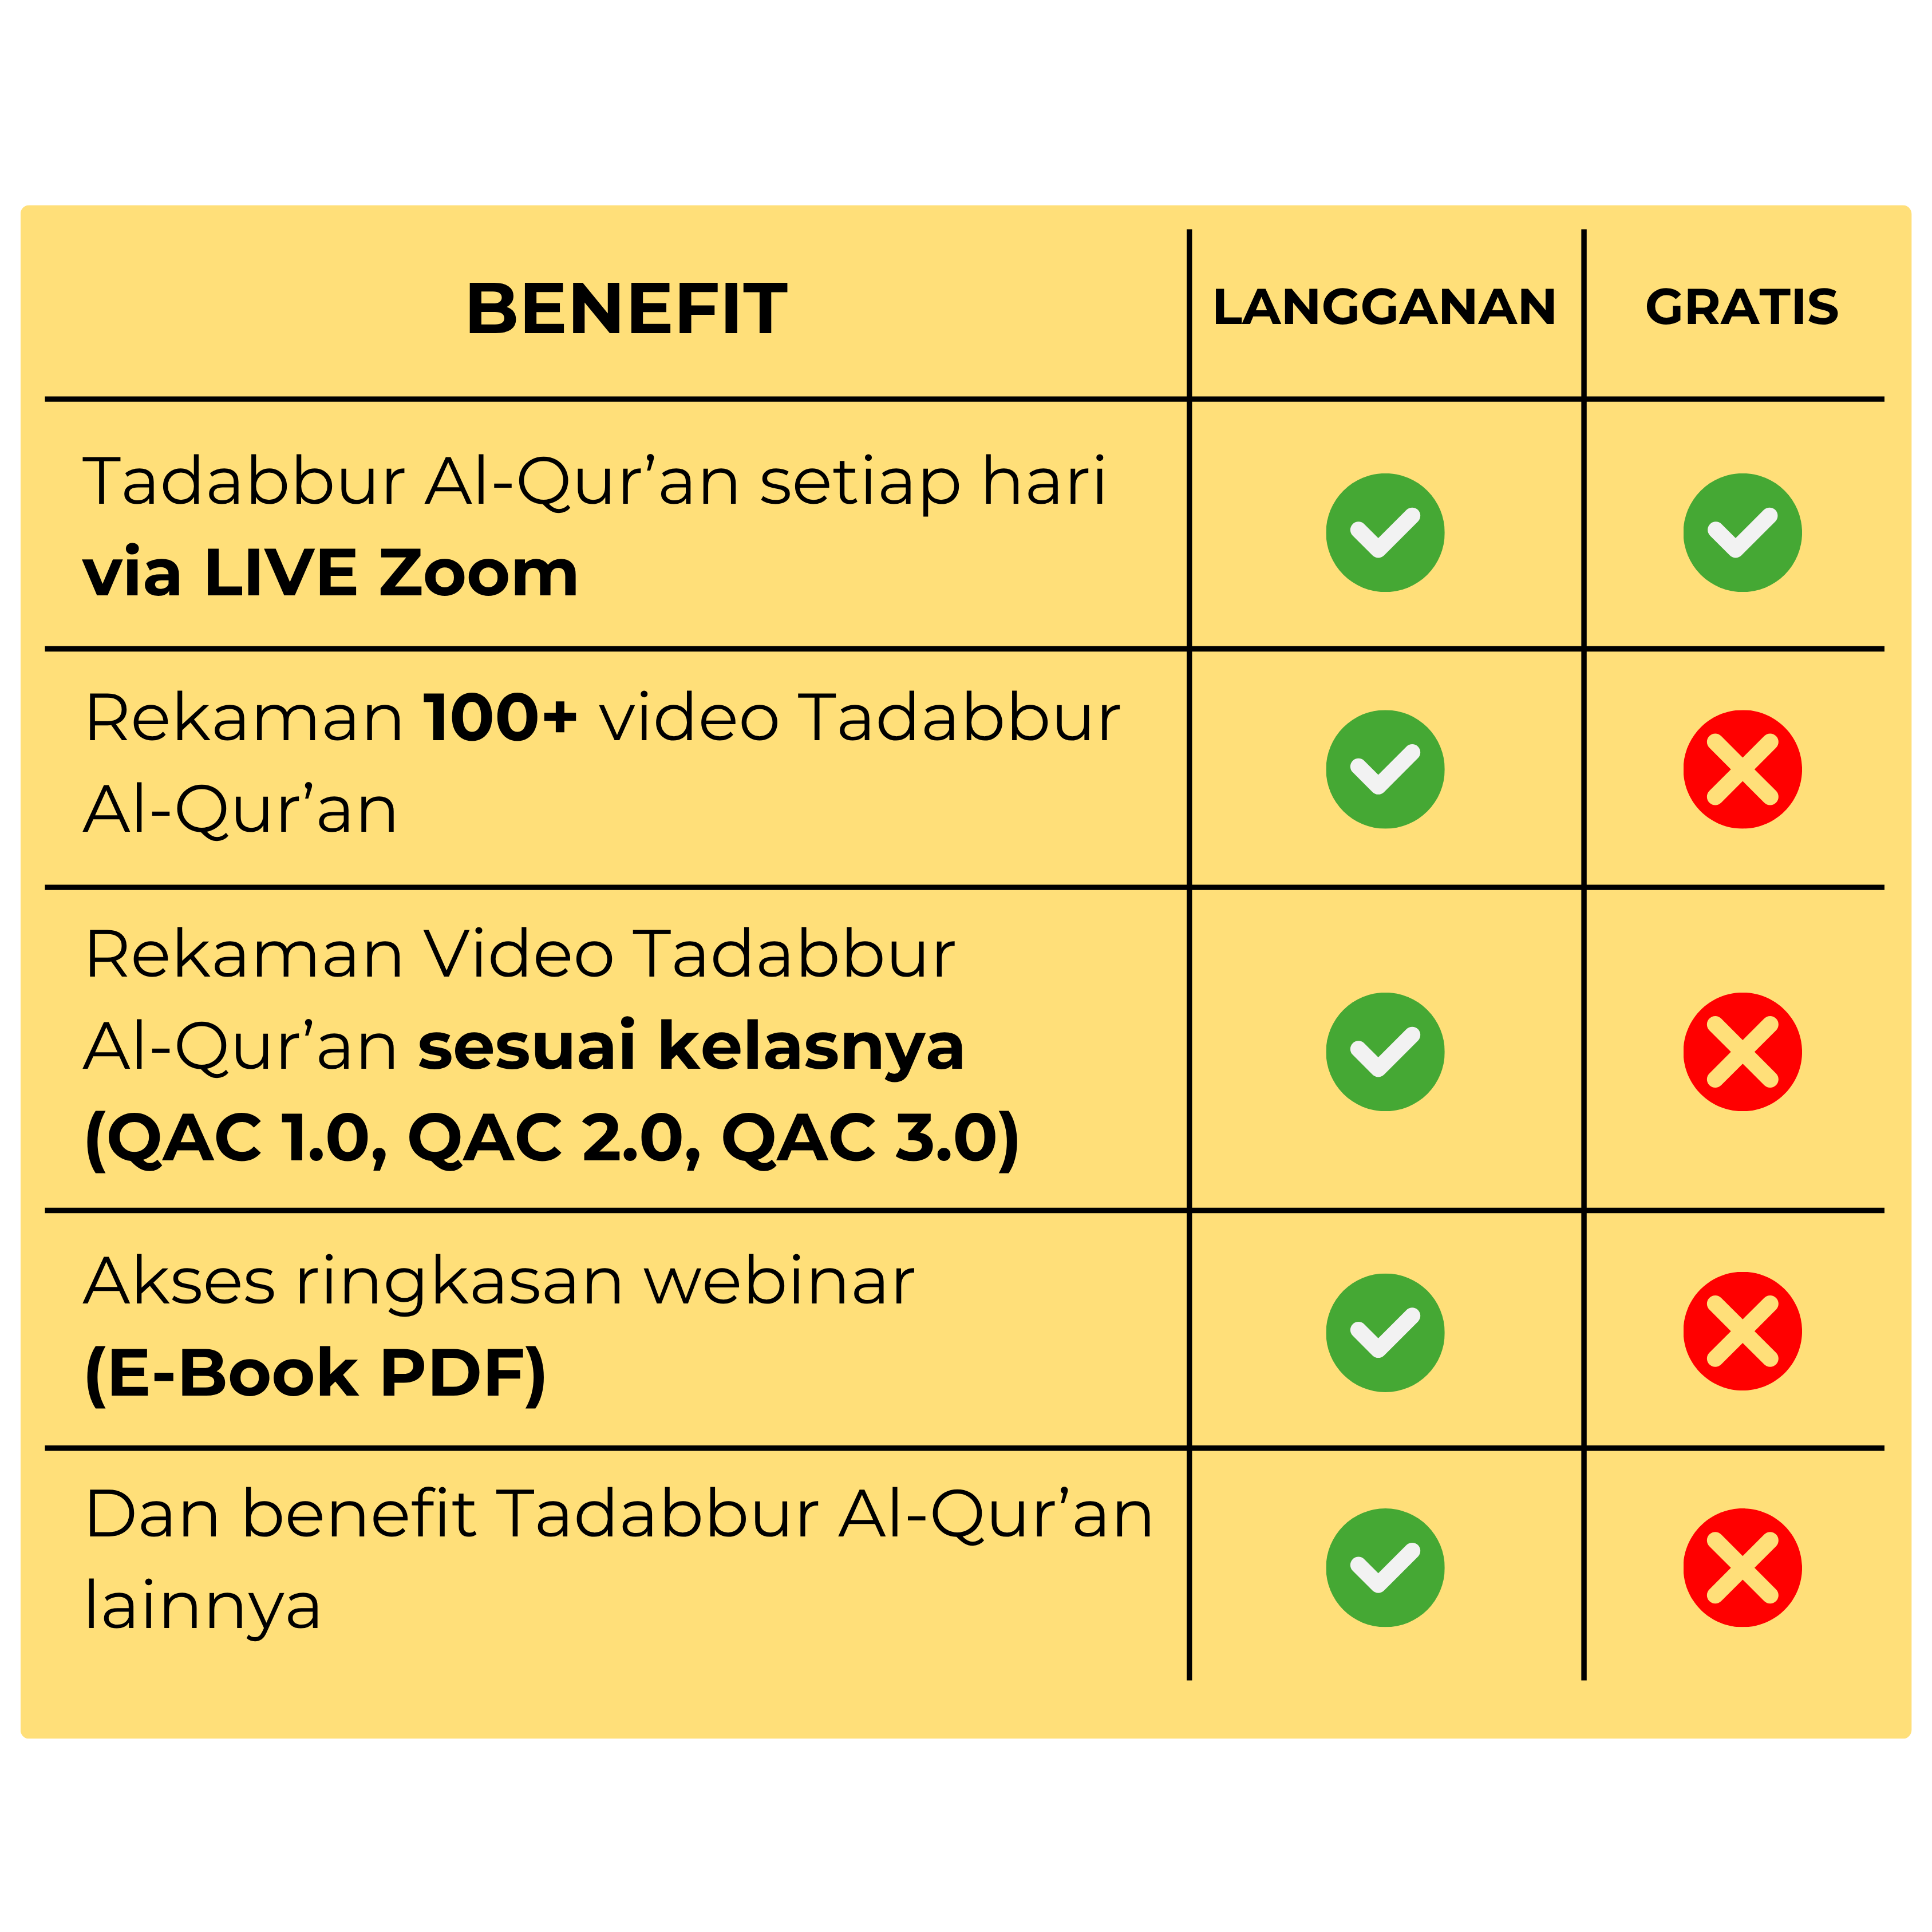 BENEFIT LANGGANAN GRATIS
Tadabbur Al-Qur’an setiap hari
via LIVE Zoom
Rekaman 100+ video Tadabbur
Al-Qur’an
Rekaman Video Tadabbur
Al-Qur’an sesuai kelasnya
(QAC 1.0, QAC 2.0, QAC 3.0)
Akses ringkasan webinar
(E-Book PDF)
Dan benefit Tadabbur Al-Qur’an
lainnya